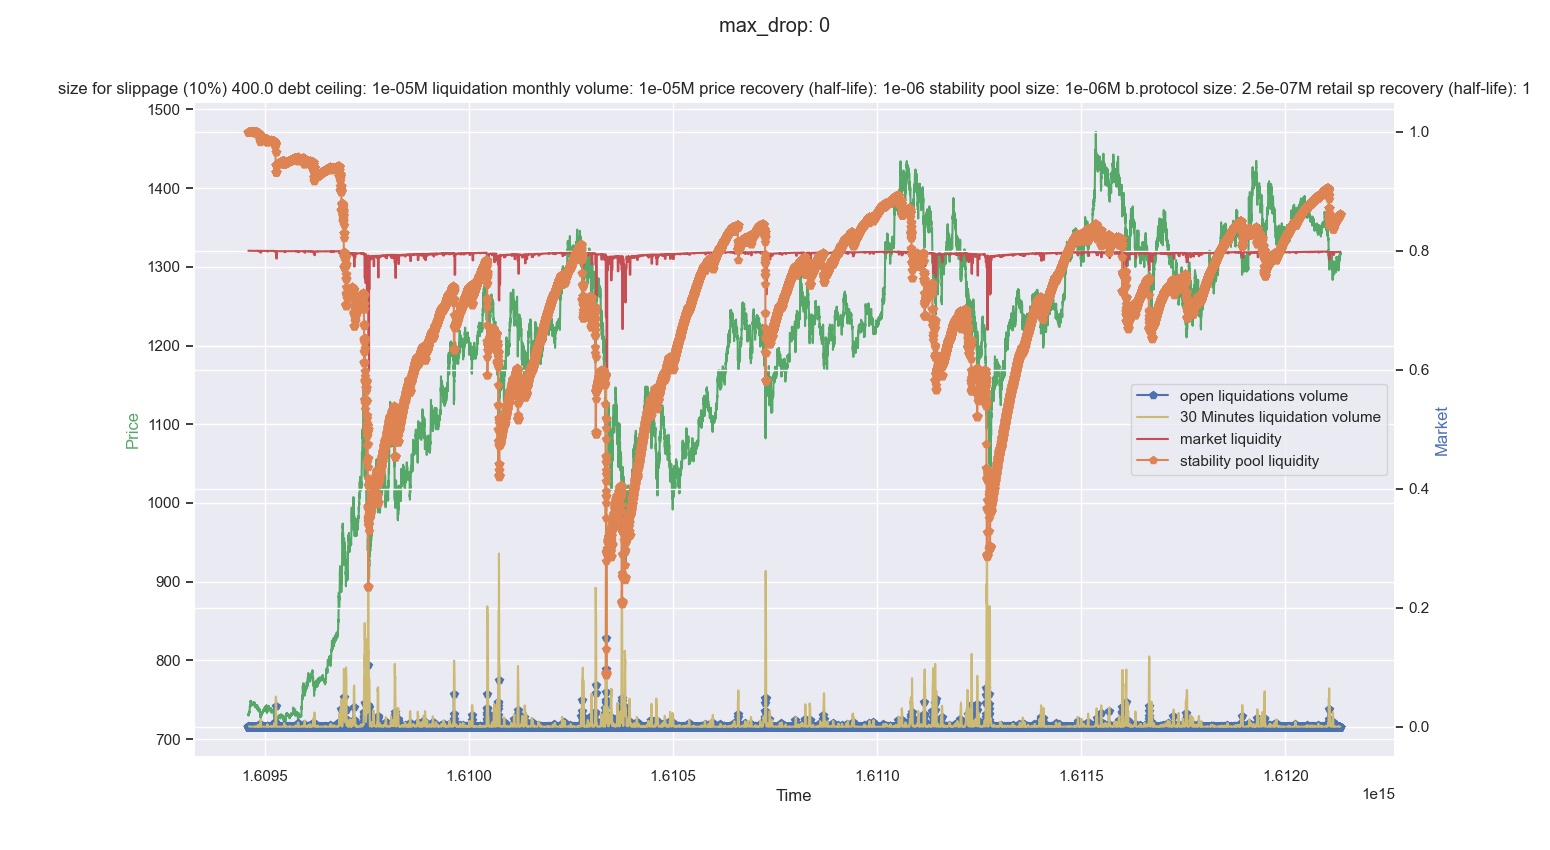 max_drop: 0
size for slippage (10%) 400.0 debt ceiling: 1e-05M liquidation monthly volume: 1e-05M price recovery (half-life): 1e-06 stability pool size: 1e-06M b.protocol size: 2.5e-07M retail sp recovery (half-life): 1
1500
1400
1300
1200
1100
1000
900
800
700
Price
1.0
0.8
0.6
0.4
0.2
0.0
Market
open liquidations volume
30 Minutes liquidation volume
market liquidity
stability pool liquidity
1.6095 1.6100 1.6105 1.6110 1.6115 1.6120
Time
1e15